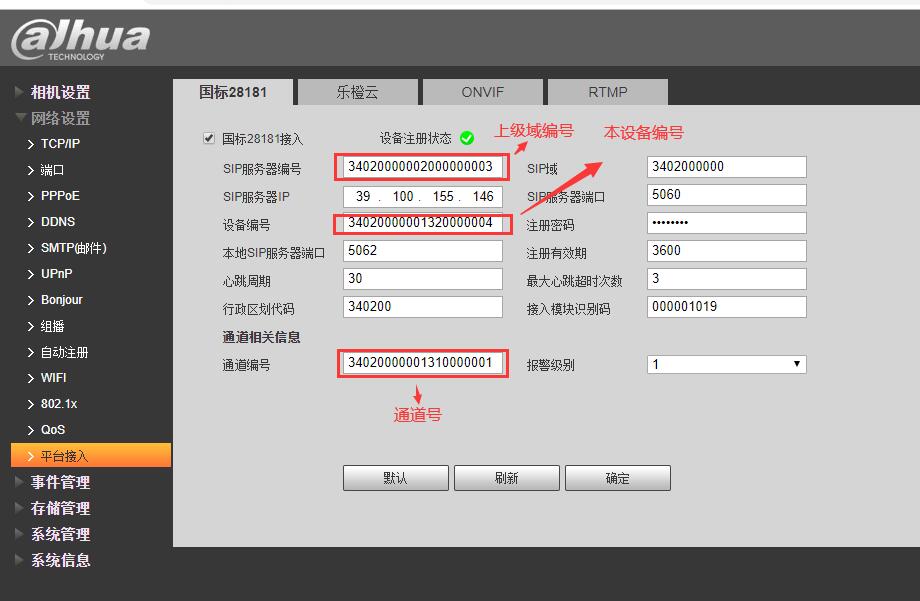 alhua
TECHNOLOGY
相机设置
网络设置
TCP/IP
端口
PPPoE
DDNS
SMTP(邮件)
UPnP
Bonjour
组播
自动注册
WIFI
802.1x
QoS
平台接入
事件管理
存储管理
系统管理
系统信息
国标28181 乐橙云 ONVIF RTMP
国标28181接入 设备注册状态 上级域编号 本设备编号
SIP服务器编号 34020000002000000003 SIP域 3402000000
SIP服务器IP 39 . 100 . 155 . 146 SIP服务器端口 5060
设备编号 34020000001320000004 注册密码 ••••••••
本地SIP服务器端口 5062 注册有效期 3600
心跳周期 30 最大心跳超时次数 3
行政区划代码 340200 接入模块识别码 000001019
通道相关信息
通道编号 34020000001310000001 报警级别 1
通道号
默认 刷新 确定